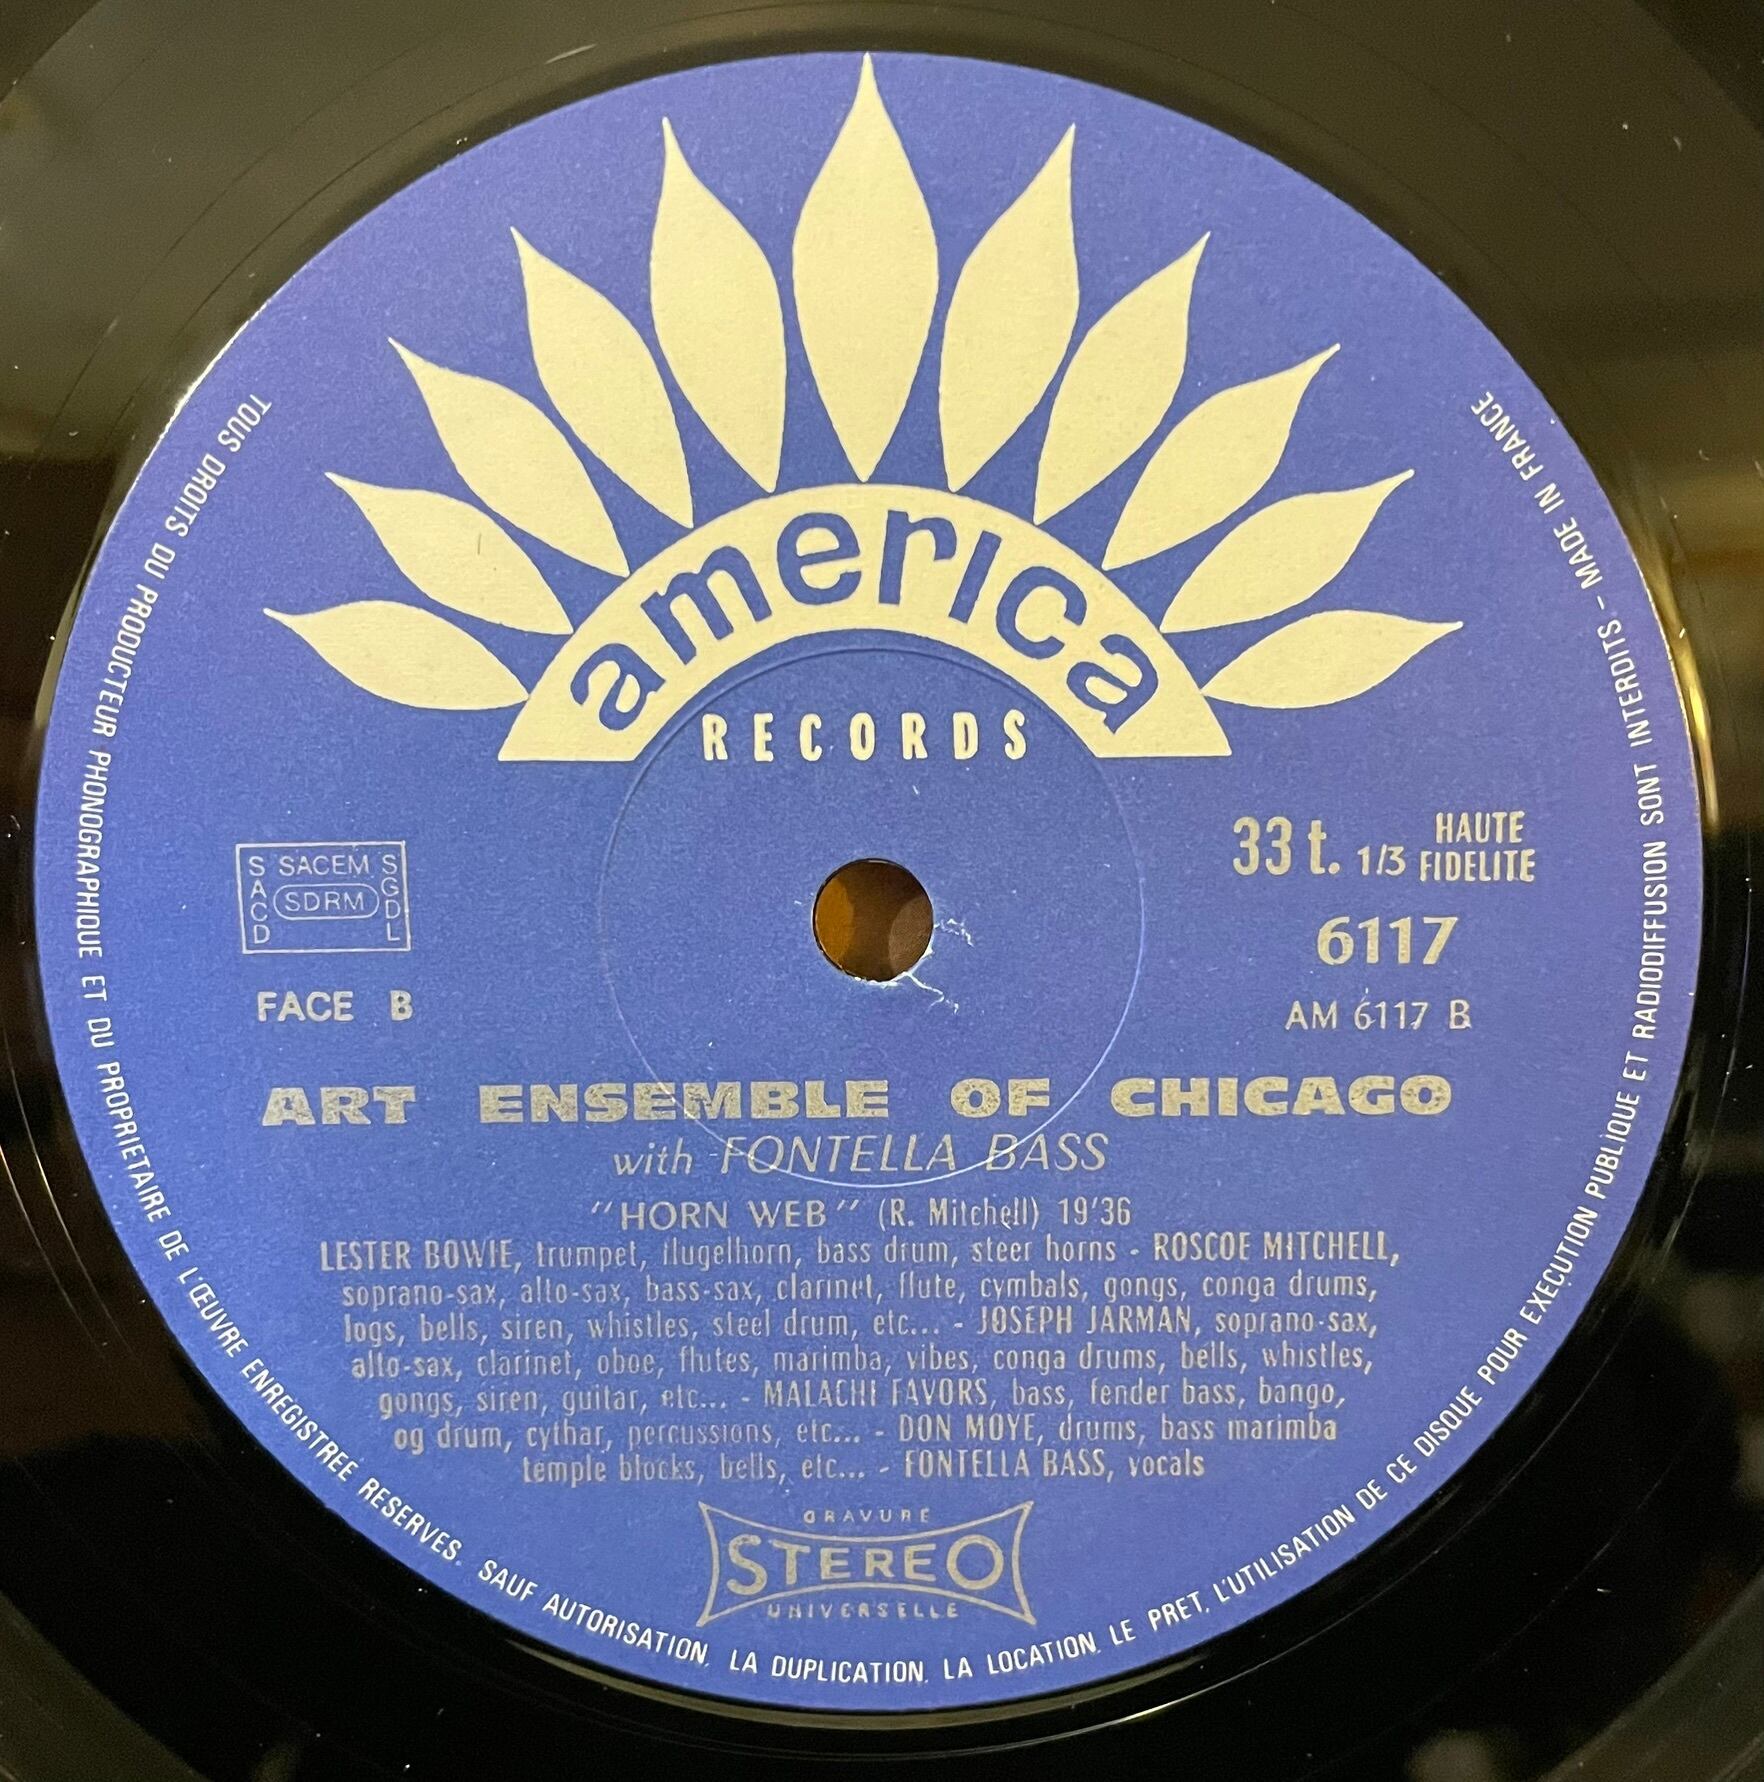 america
RECORDS
TOUS DROITS DU PRODUCTEUR PHONOGRAPHIQUE ET DU PROPRIETAIRE DE L'ŒUVRE ENREGISTREE RESERVES. SAUF AUTORISATION, LA DUPLICATION, LA LOCATION, LE PRET, L'UTILISATION DE CE DISQUE POUR EXECUTION PUBLIQUE ET RADIODIFFUSION SONT INTERDITS. - MADE IN FRANCE
SACD SACEM SGDL
SDRM
33 t. 1/3 HAUTE FIDELITE
6117
FACE B
AM 6117 B
ART ENSEMBLE OF CHICAGO
with FONTELLA BASS
"HORN WEB" (R. Mitchell) 19'36
LESTER BOWIE, trumpet, flugelhorn, bass drum, steer horns - ROSCOE MITCHELL,
soprano-sax, alto-sax, bass-sax, clarinet, flute, cymbals, gongs, conga drums,
logs, bells, siren, whistles, steel drum, etc... - JOSEPH JARMAN, soprano-sax,
alto-sax, clarinet, oboe, flutes, marimba, vibes, conga drums, bells, whistles,
gongs, siren, guitar, etc... - MALACHI FAVORS, bass, fender bass, bango,
og drum, cythar, percussions, etc... - DON MOYE, drums, bass marimba
temple blocks, bells, etc... - FONTELLA BASS, vocals
GRAVURE
STEREO
UNIVERSELLE